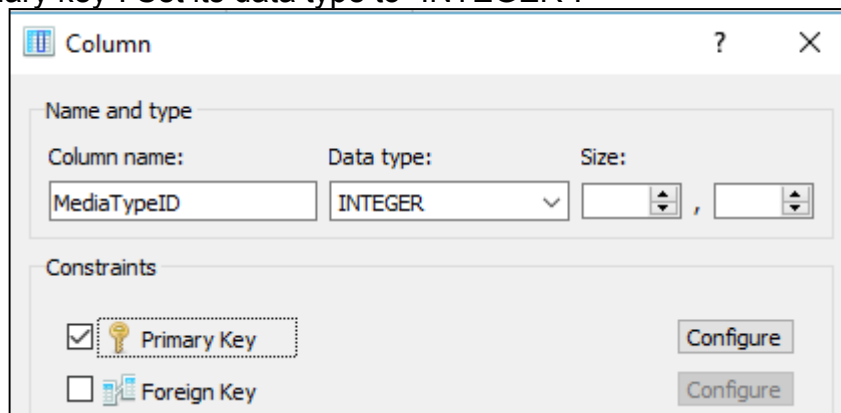 Column ? ×
Name and type
Column name: Data type: Size:
MediaTypeID INTEGER ,
Constraints
Primary Key Configure
Foreign Key Configure